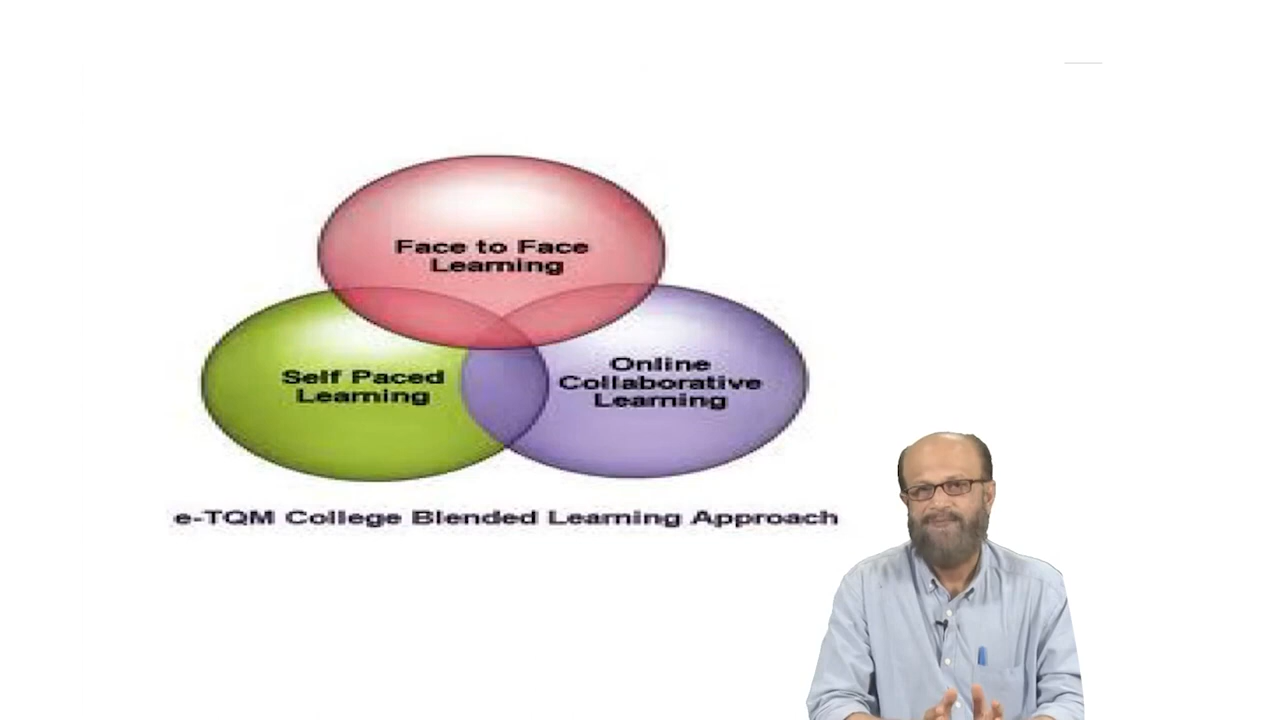 Face to Face
Learning
Self Paced
Learning
Online
Collaborative
Learning
e-TQM College Blended Learning Approach